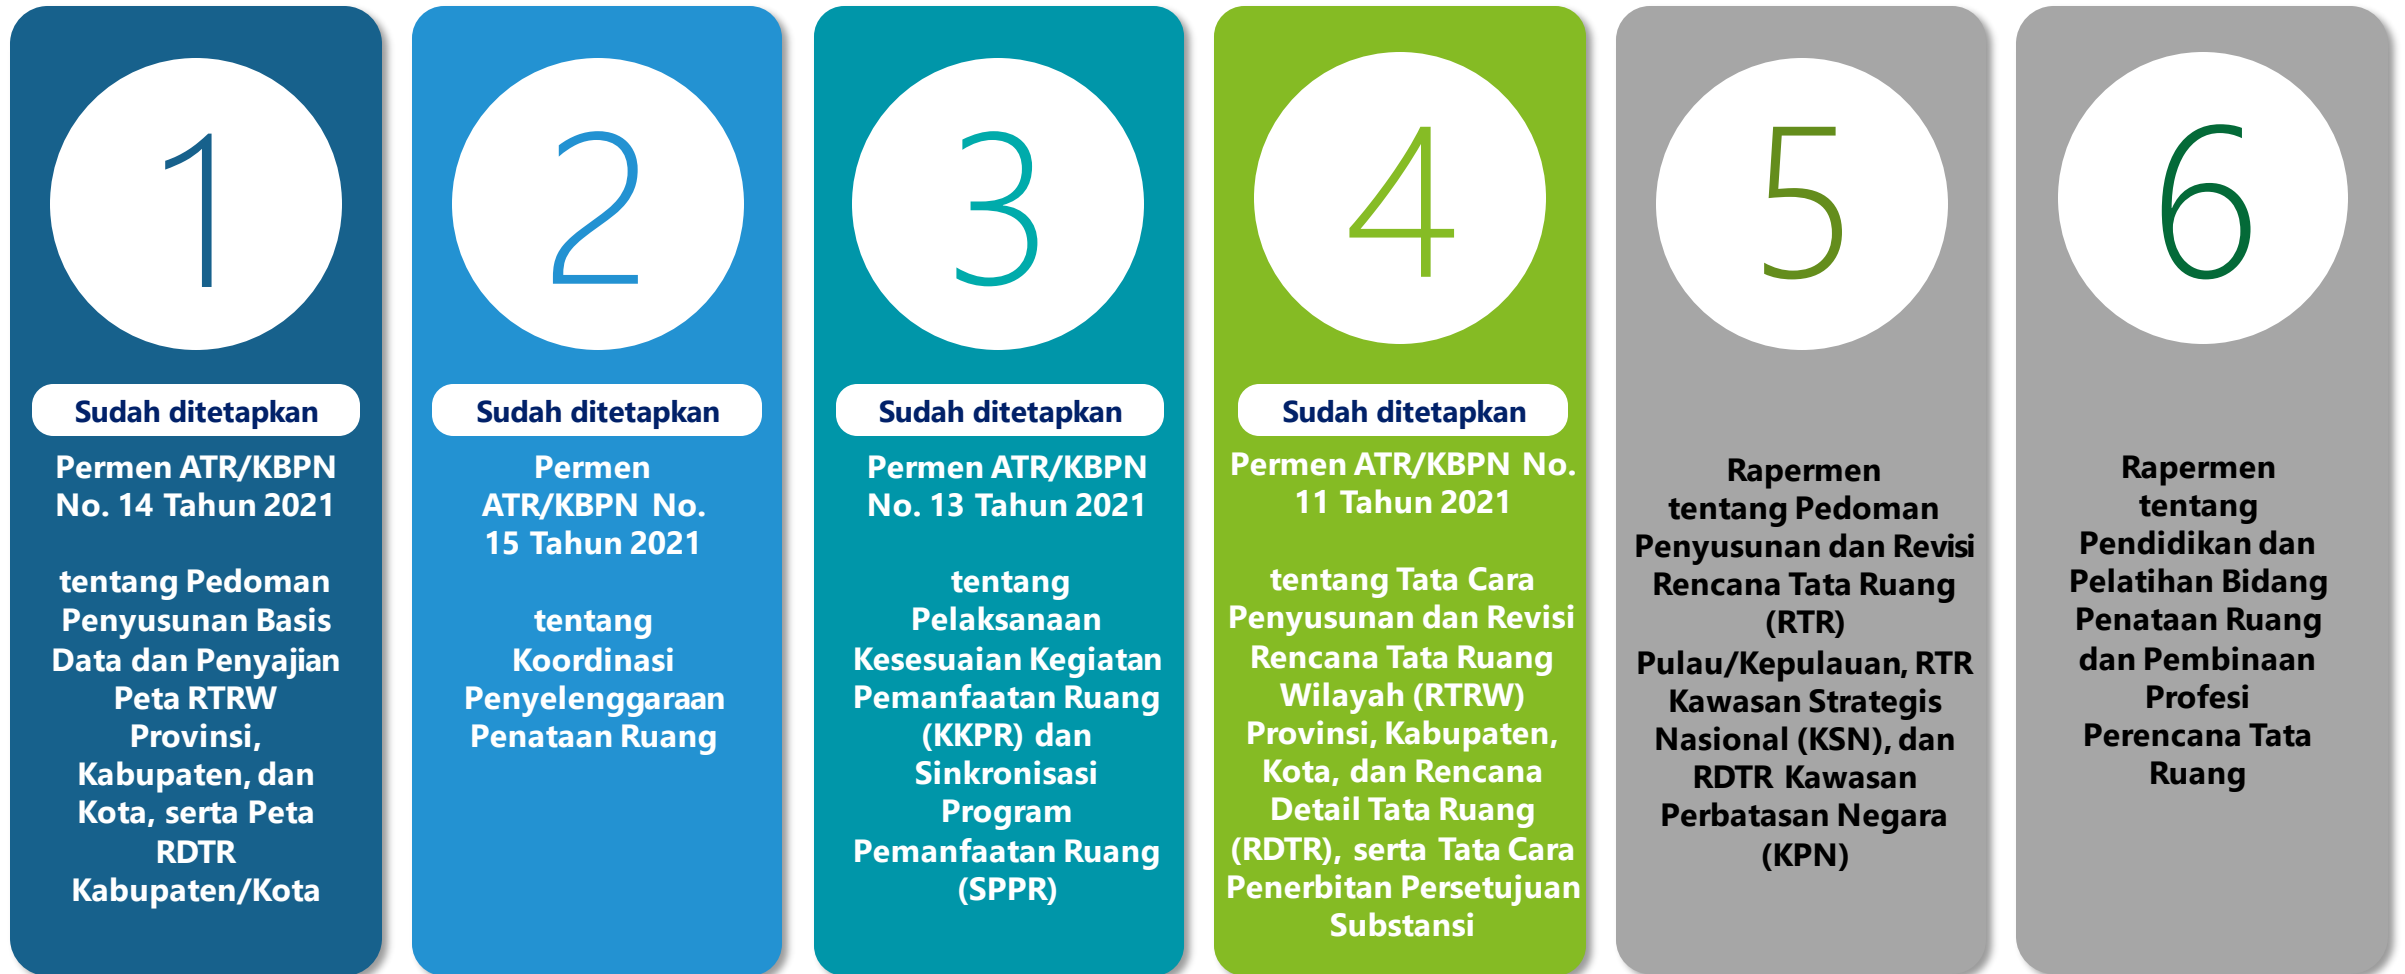 1
Sudah ditetapkan
Permen ATR/KBPN
No. 14 Tahun 2021
tentang Pedoman
Penyusunan Basis
Data dan Penyajian
Peta RTRW
Provinsi,
Kabupaten, dan
Kota, serta Peta
RDTR
Kabupaten/Kota
2
Sudah ditetapkan
Permen
ATR/KBPN No.
15 Tahun 2021
tentang
Koordinasi
Penyelenggaraan
Penataan Ruang
3
Sudah ditetapkan
Permen ATR/KBPN
No. 13 Tahun 2021
tentang
Pelaksanaan
Kesesuaian Kegiatan
Pemanfaatan Ruang
(KKPR) dan
Sinkronisasi
Program
Pemanfaatan Ruang
(SPPR)
4
Sudah ditetapkan
Permen ATR/KBPN No.
11 Tahun 2021
tentang Tata Cara
Penyusunan dan Revisi
Rencana Tata Ruang
Wilayah (RTRW)
Provinsi, Kabupaten,
Kota, dan Rencana
Detail Tata Ruang
(RDTR), serta Tata Cara
Penerbitan Persetujuan
Substansi
5
Rapermen
tentang Pedoman
Penyusunan dan Revisi
Rencana Tata Ruang
(RTR)
Pulau/Kepulauan, RTR
Kawasan Strategis
Nasional (KSN), dan
RDTR Kawasan
Perbatasan Negara
(KPN)
6
Rapermen
tentang
Pendidikan dan
Pelatihan Bidang
Penataan Ruang
dan Pembinaan
Profesi
Perencana Tata
Ruang